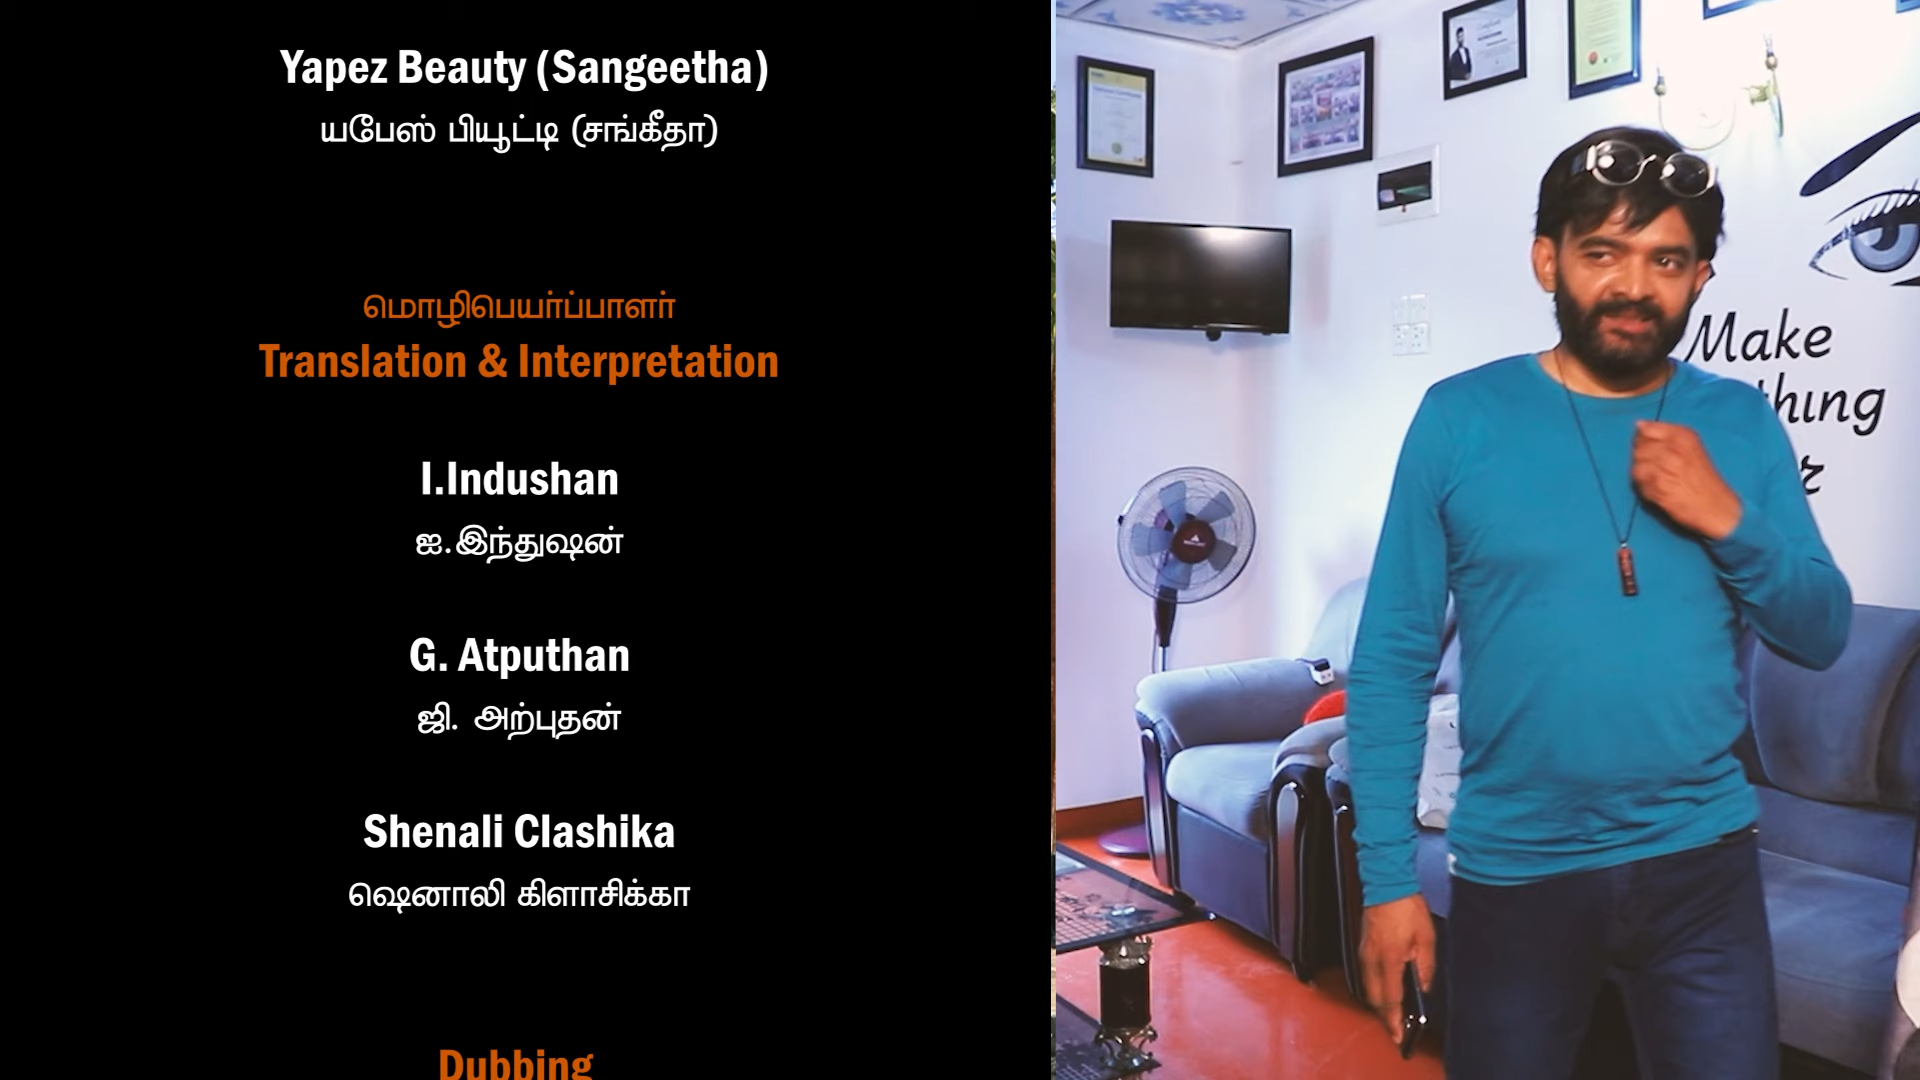 Yapez Beauty (Sangeetha)
யபேஸ் பியூட்டி (சங்கீதா)
மொழிபெயர்ப்பாளர்
Translation & Interpretation
I.Indushan
ஐ.இந்துஷன்
G. Atputhan
ஜி. அற்புதன்
Shenali Clashika
ஷெனாலி கிளாசிக்கா
Dubbing
Make